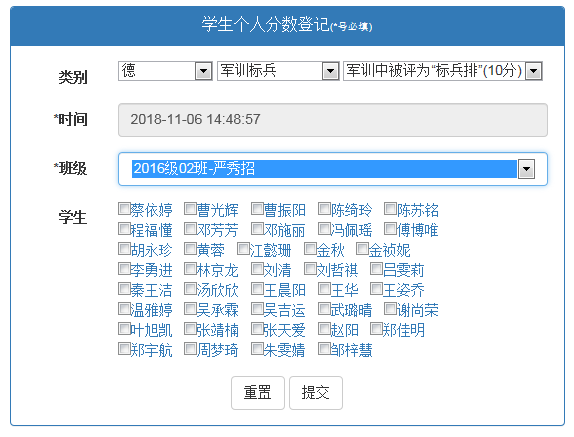 学生个人分数登记(*号必填)
类别 德 军训标兵 军训中被评为“标兵排”(10分)
*时间 2018-11-06 14:48:57
*班级 2016级02班-严秀招
学生 蔡依婷 曹光辉 曹振阳 陈绮玲 陈苏铭
程福懂 邓芳芳 邓施丽 冯佩瑶 傅博唯
胡永珍 黄蓉 江懿珊 金秋 金祯妮
李勇进 林京龙 刘清 刘哲祺 吕雯莉
秦王洁 汤欣欣 王晨阳 王华 王姿乔
温雅婷 吴承霖 吴吉运 武璐晴 谢尚荣
叶旭凯 张靖楠 张天爱 赵阳 郑佳明
郑宇航 周梦琦 朱雯婧 邹梓慧
重置 提交